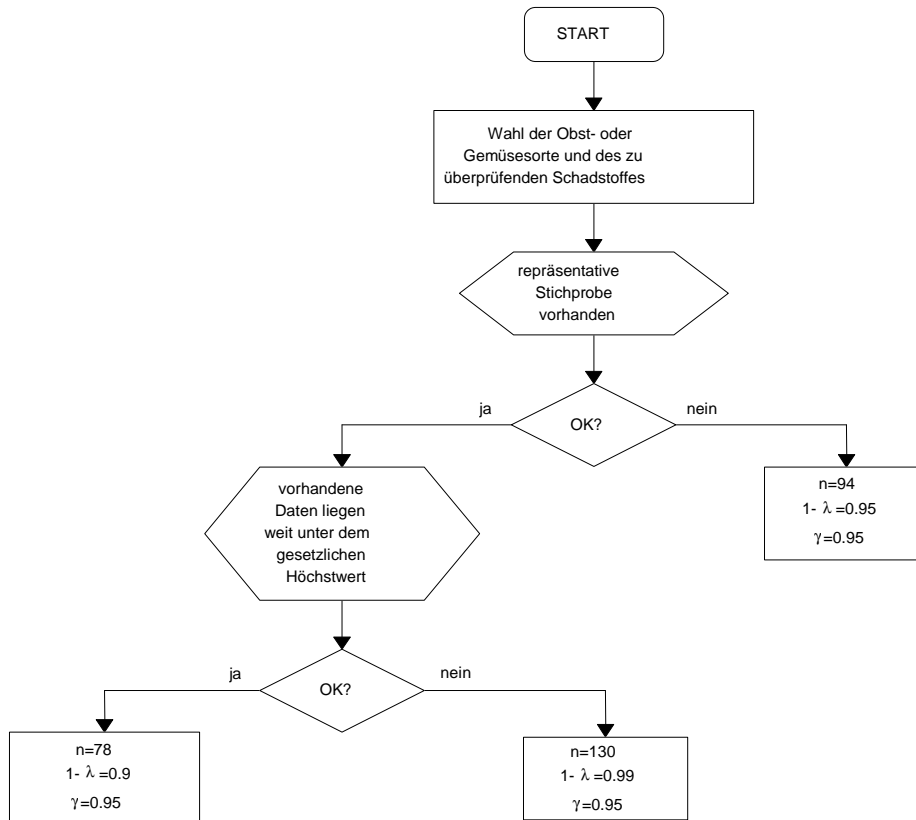 START
Wahl der Obst- oder
Gemüsesorte und des zu
überprüfenden Schadstoffes
repräsentative
Stichprobe
vorhanden
ja
OK?
nein
vorhandene
Daten liegen
weit unter dem
gesetzlichen
Höchstwert
n=94
1- λ =0.95
γ=0.95
ja
OK?
nein
n=78
1- λ =0.9
γ=0.95
n=130
1- λ =0.99
γ=0.95